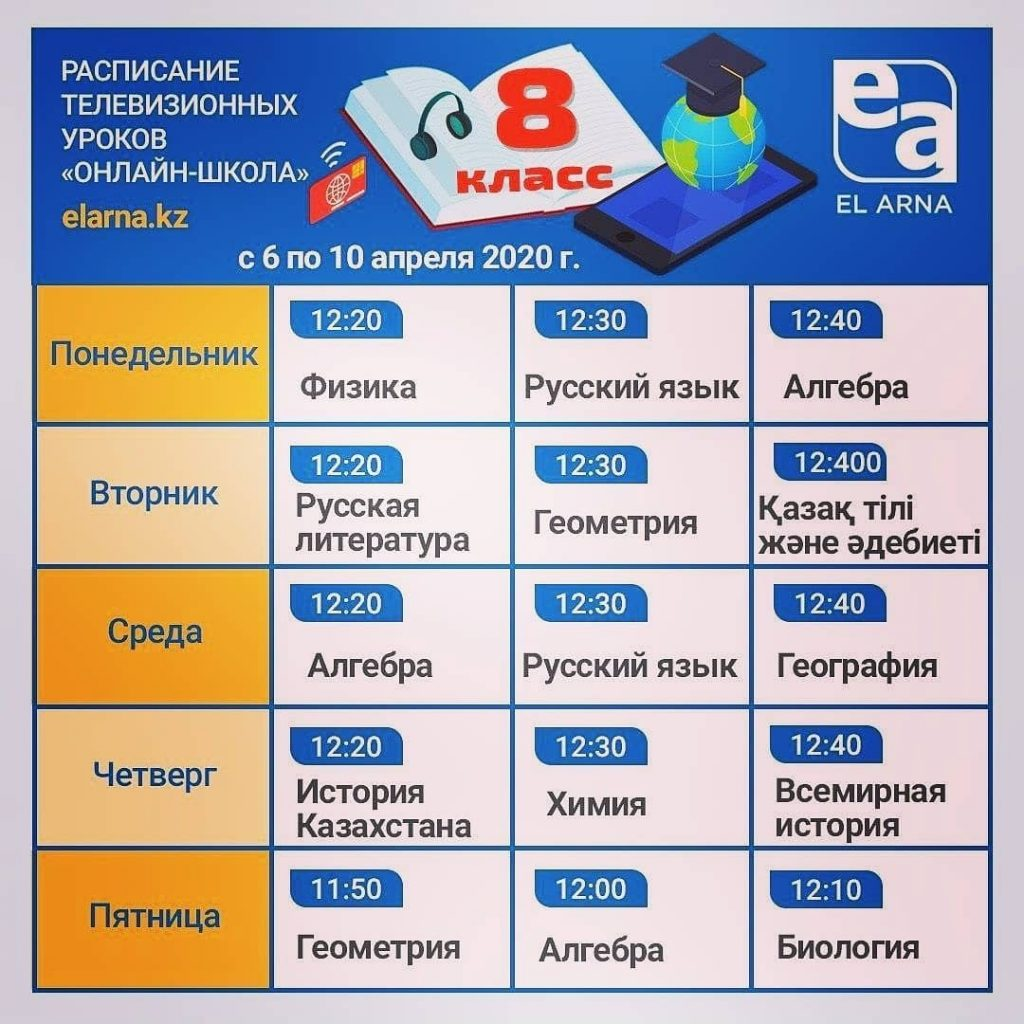 РАСПИСАНИЕ
ТЕЛЕВИЗИОННЫХ
УРОКОВ
«ОНЛАЙН-ШКОЛА»
elarna.kz
8
класс
ea
EL ARNA
с 6 по 10 апреля 2020 г.
Понедельник
12:20
Физика
12:30
Русский язык
12:40
Алгебра
Вторник
12:20
Русская
литература
12:30
Геометрия
12:400
Қазақ тілі
және әдебиеті
Среда
12:20
Алгебра
12:30
Русский язык
12:40
География
Четверг
12:20
История
Казахстана
12:30
Химия
12:40
Всемирная
история
Пятница
11:50
Геометрия
12:00
Алгебра
12:10
Биология